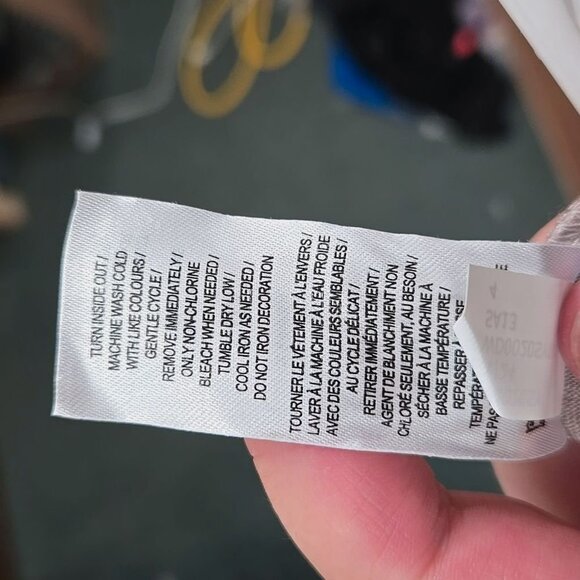 TURN INSIDE OUT /
MACHINE WASH COLD
WITH LIKE COLOURS /
GENTLE CYCLE /
REMOVE IMMEDIATELY /
ONLY NON-CHLORINE
BLEACH WHEN NEEDED /
TUMBLE DRY LOW /
COOL IRON AS NEEDED /
DO NOT IRON DECORATION
TOURNER LE VÊTEMENT À L'ENVERS /
LAVER À LA MACHINE À L'EAU FROIDE
AVEC DES COULEURS SEMBLABLES /
AU CYCLE DÉLICAT /
RETIRER IMMÉDIATEMENT /
AGENT DE BLANCHIMENT NON
CHLORÉ SEULEMENT, AU BESOIN /
SÉCHER À LA MACHINE À
BASSE TEMPÉRATURE /
REPASSER À
NE PAS